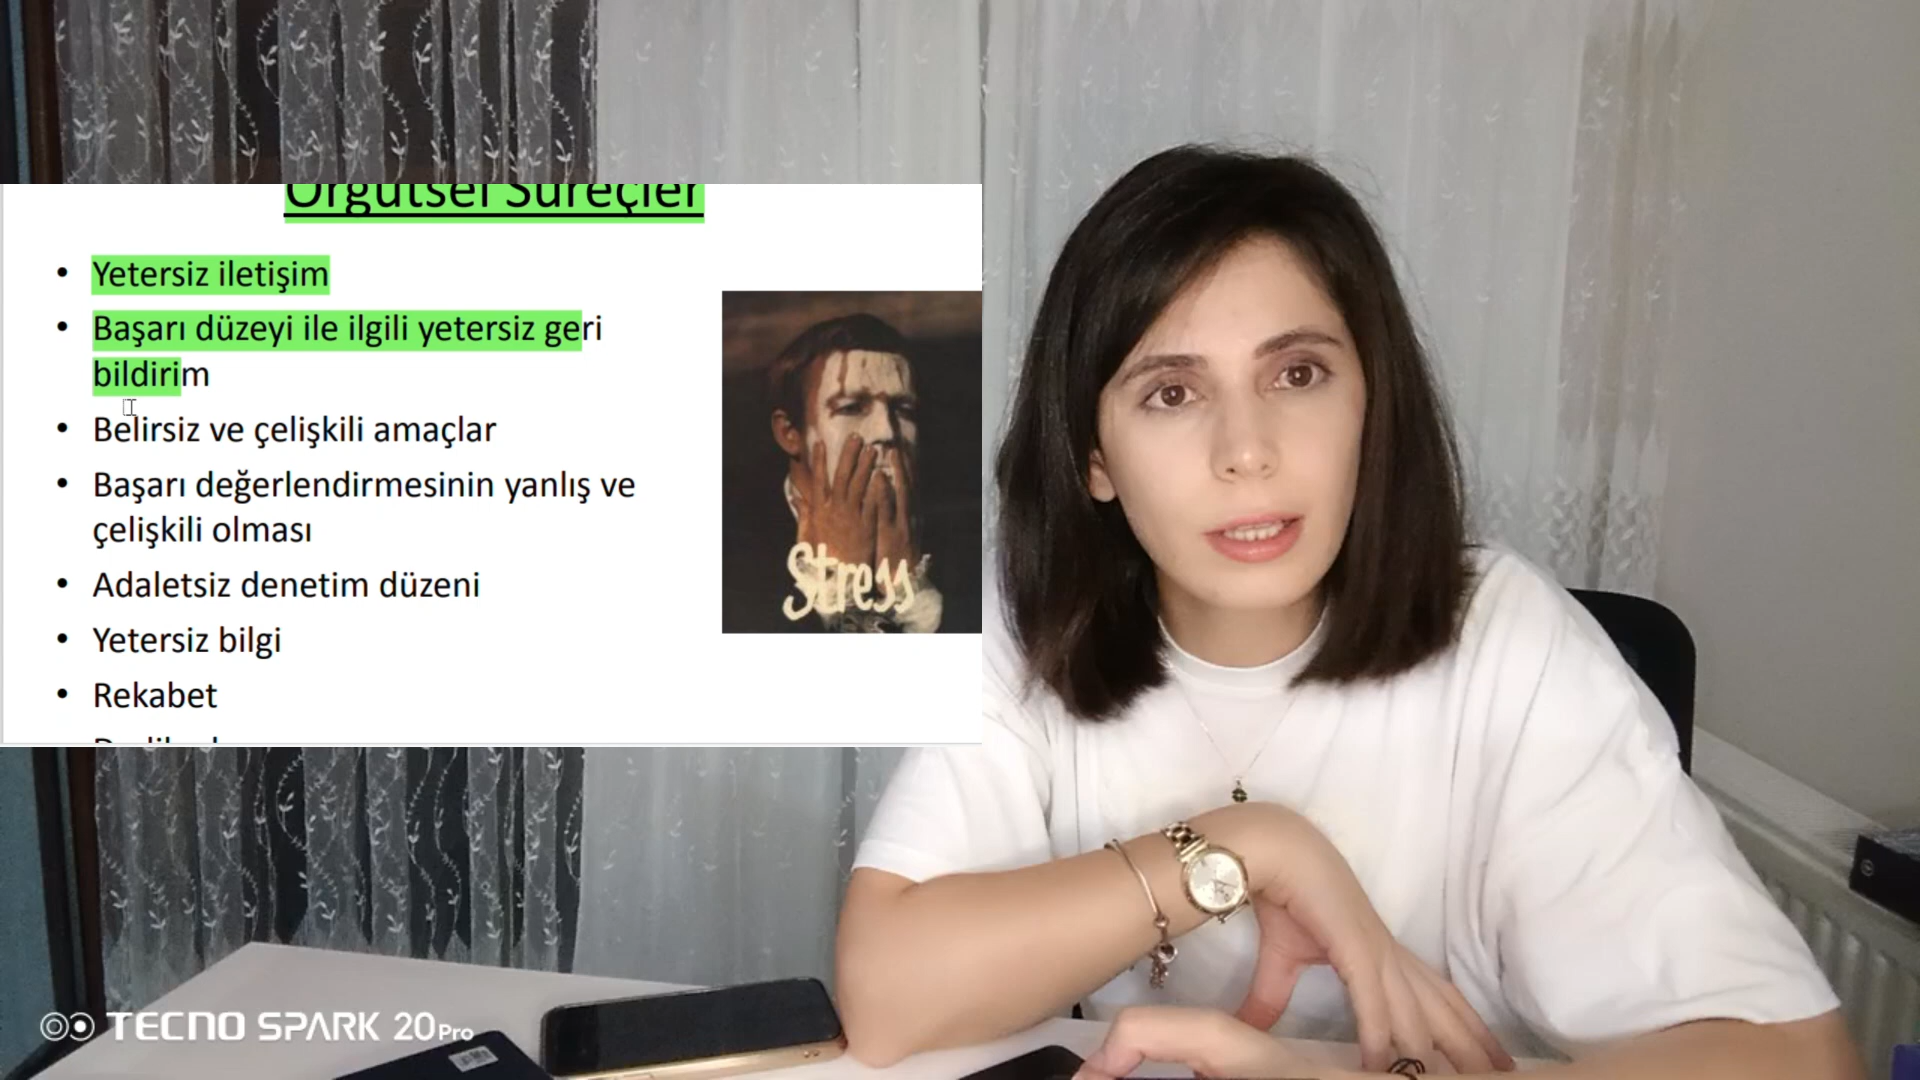 Örgütsel Süreçler
• Yetersiz iletişim
• Başarı düzeyi ile ilgili yetersiz geri
bildirim
• Belirsiz ve çelişkili amaçlar
• Başarı değerlendirmesinin yanlış ve
çelişkili olması
• Adaletsiz denetim düzeni
• Yetersiz bilgi
• Rekabet
Stress
TECNO SPARK 20Pro